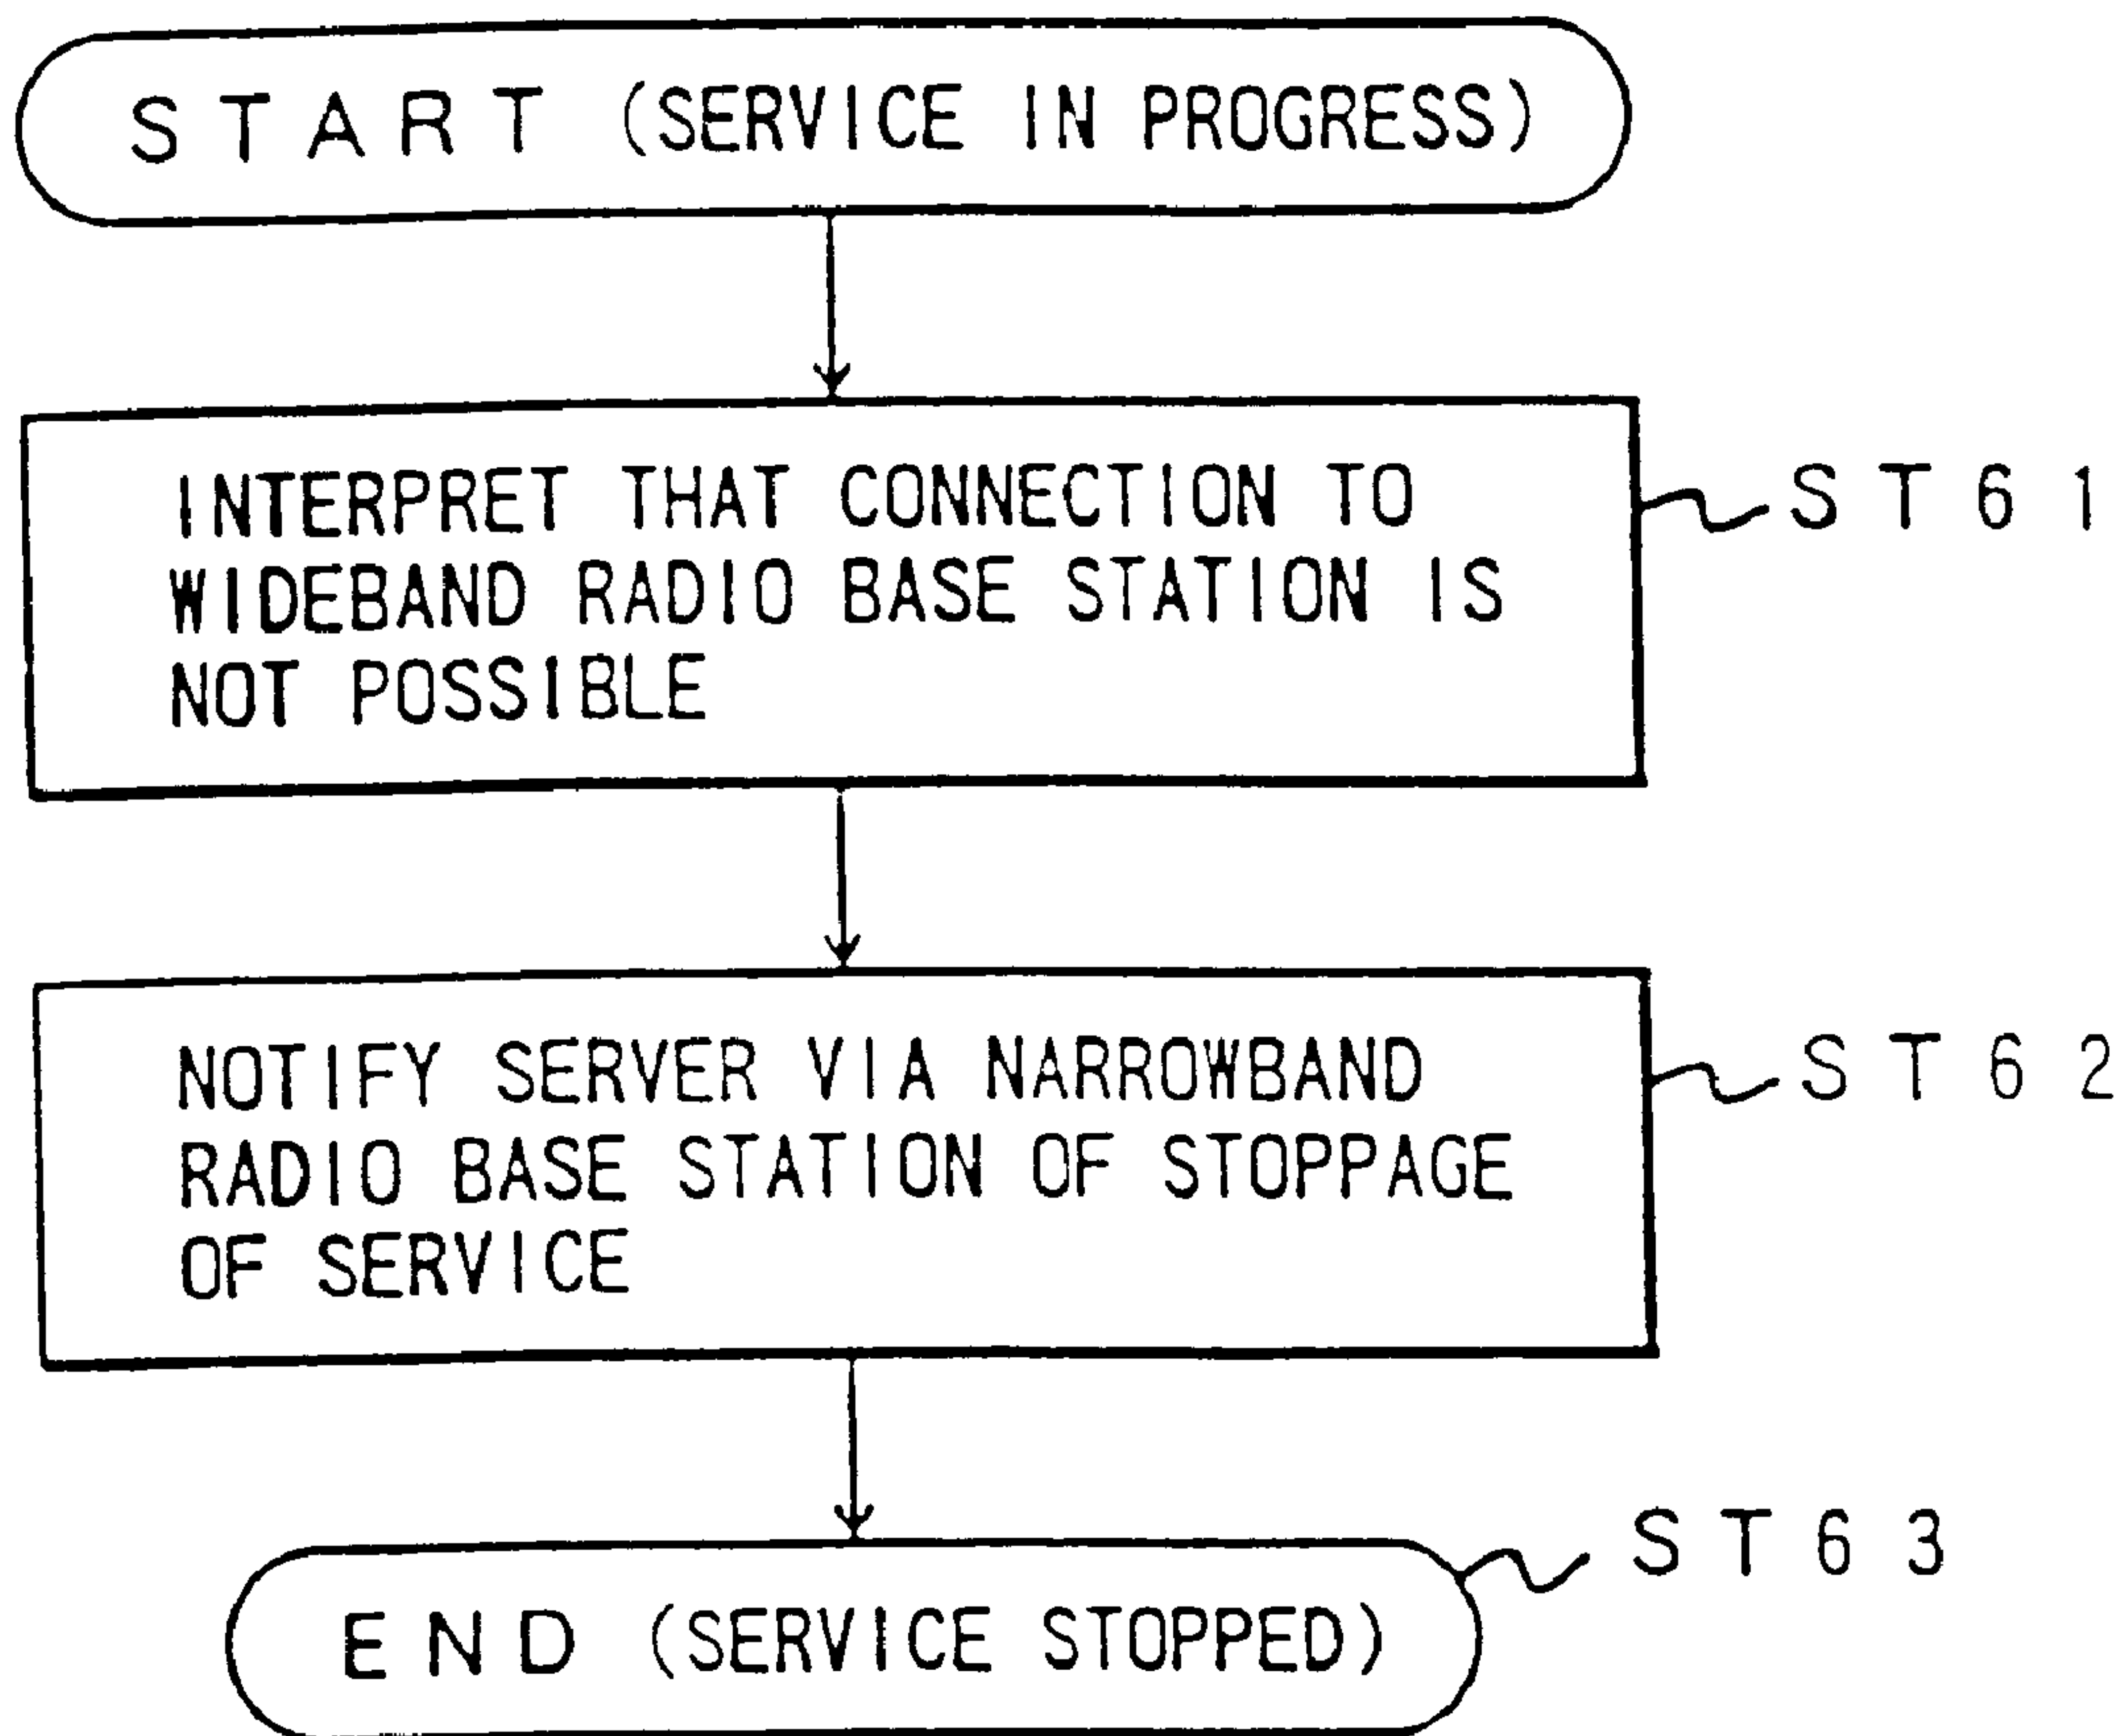 START (SERVICE IN PROGRESS)
INTERPRET THAT CONNECTION TO
WIDEBAND RADIO BASE STATION IS
NOT POSSIBLE
ST61
NOTIFY SERVER VIA NARROWBAND
RADIO BASE STATION OF STOPPAGE
OF SERVICE
ST62
ST63
END (SERVICE STOPPED)